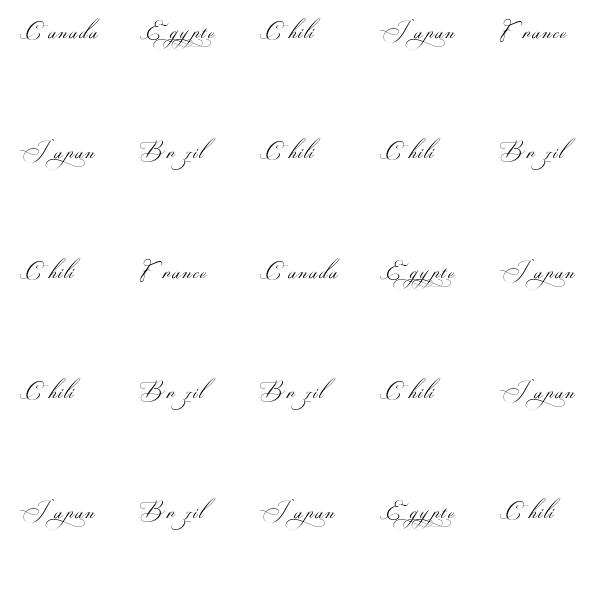 Canada Egypte Chili Japan France
Japan Brzil Chili Chili Brzil
Chili France Canada Egypte Japan
Chili Brzil Brzil Chili Japan
Japan Brzil Japan Egypte Chili